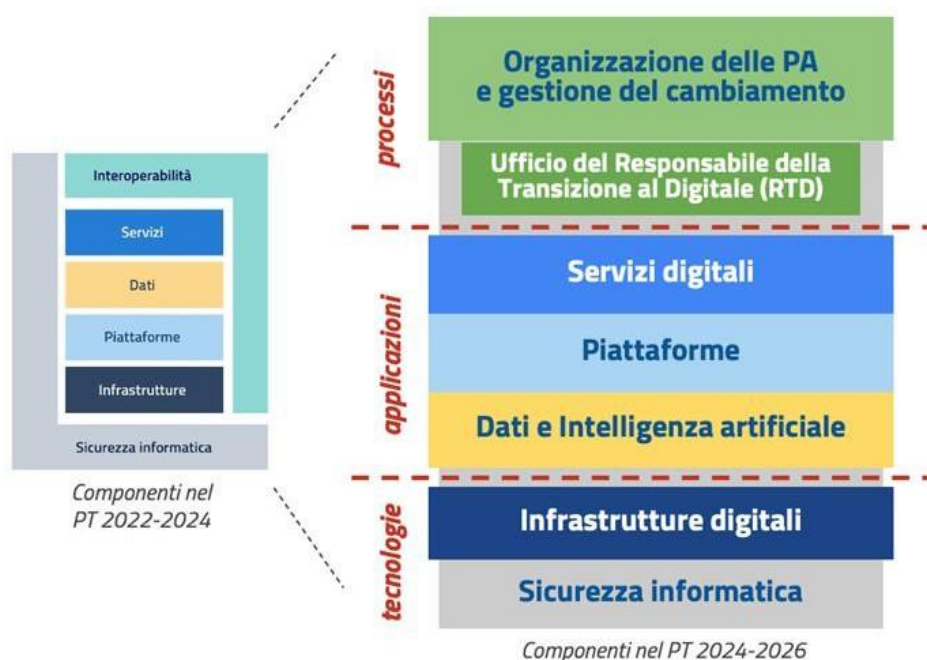 Interoperabilità
Servizi
Dati
Piattaforme
Infrastrutture
Sicurezza informatica
Componenti nel
PT 2022-2024
processi
Organizzazione delle PA
e gestione del cambiamento
Ufficio del Responsabile della
Transizione al Digitale (RTD)
applicazioni
Servizi digitali
Piattaforme
Dati e Intelligenza artificiale
tecnologie
Infrastrutture digitali
Sicurezza informatica
Componenti nel PT 2024-2026